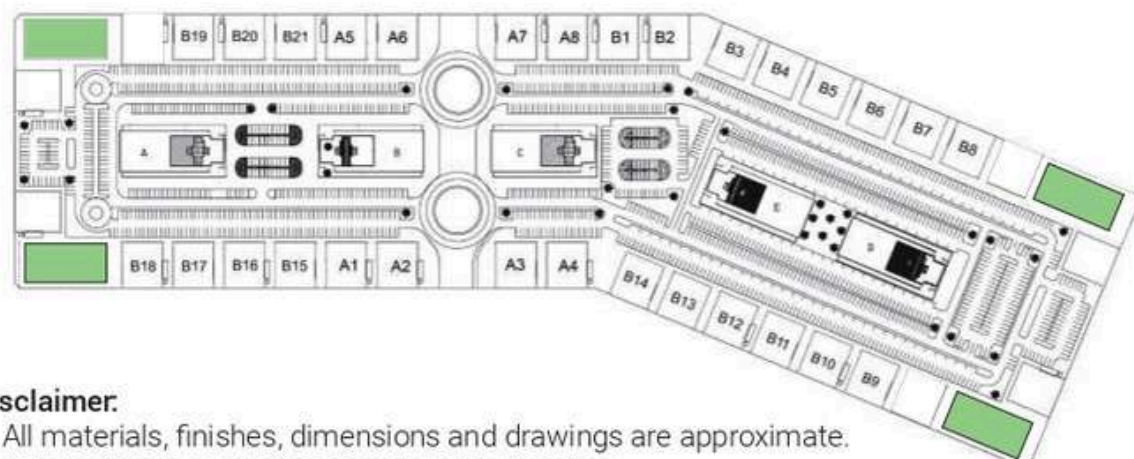 B19 B20 B21 A5 A6 A7 A8 B1 B2
B3 B4 B5 B6 B7 B8
A B C
E
B18 B17 B16 B15 A1 A2 A3 A4
B14 B13 B12 B11 B10 B9
sclaimer:
All materials, finishes, dimensions and drawings are approximate.